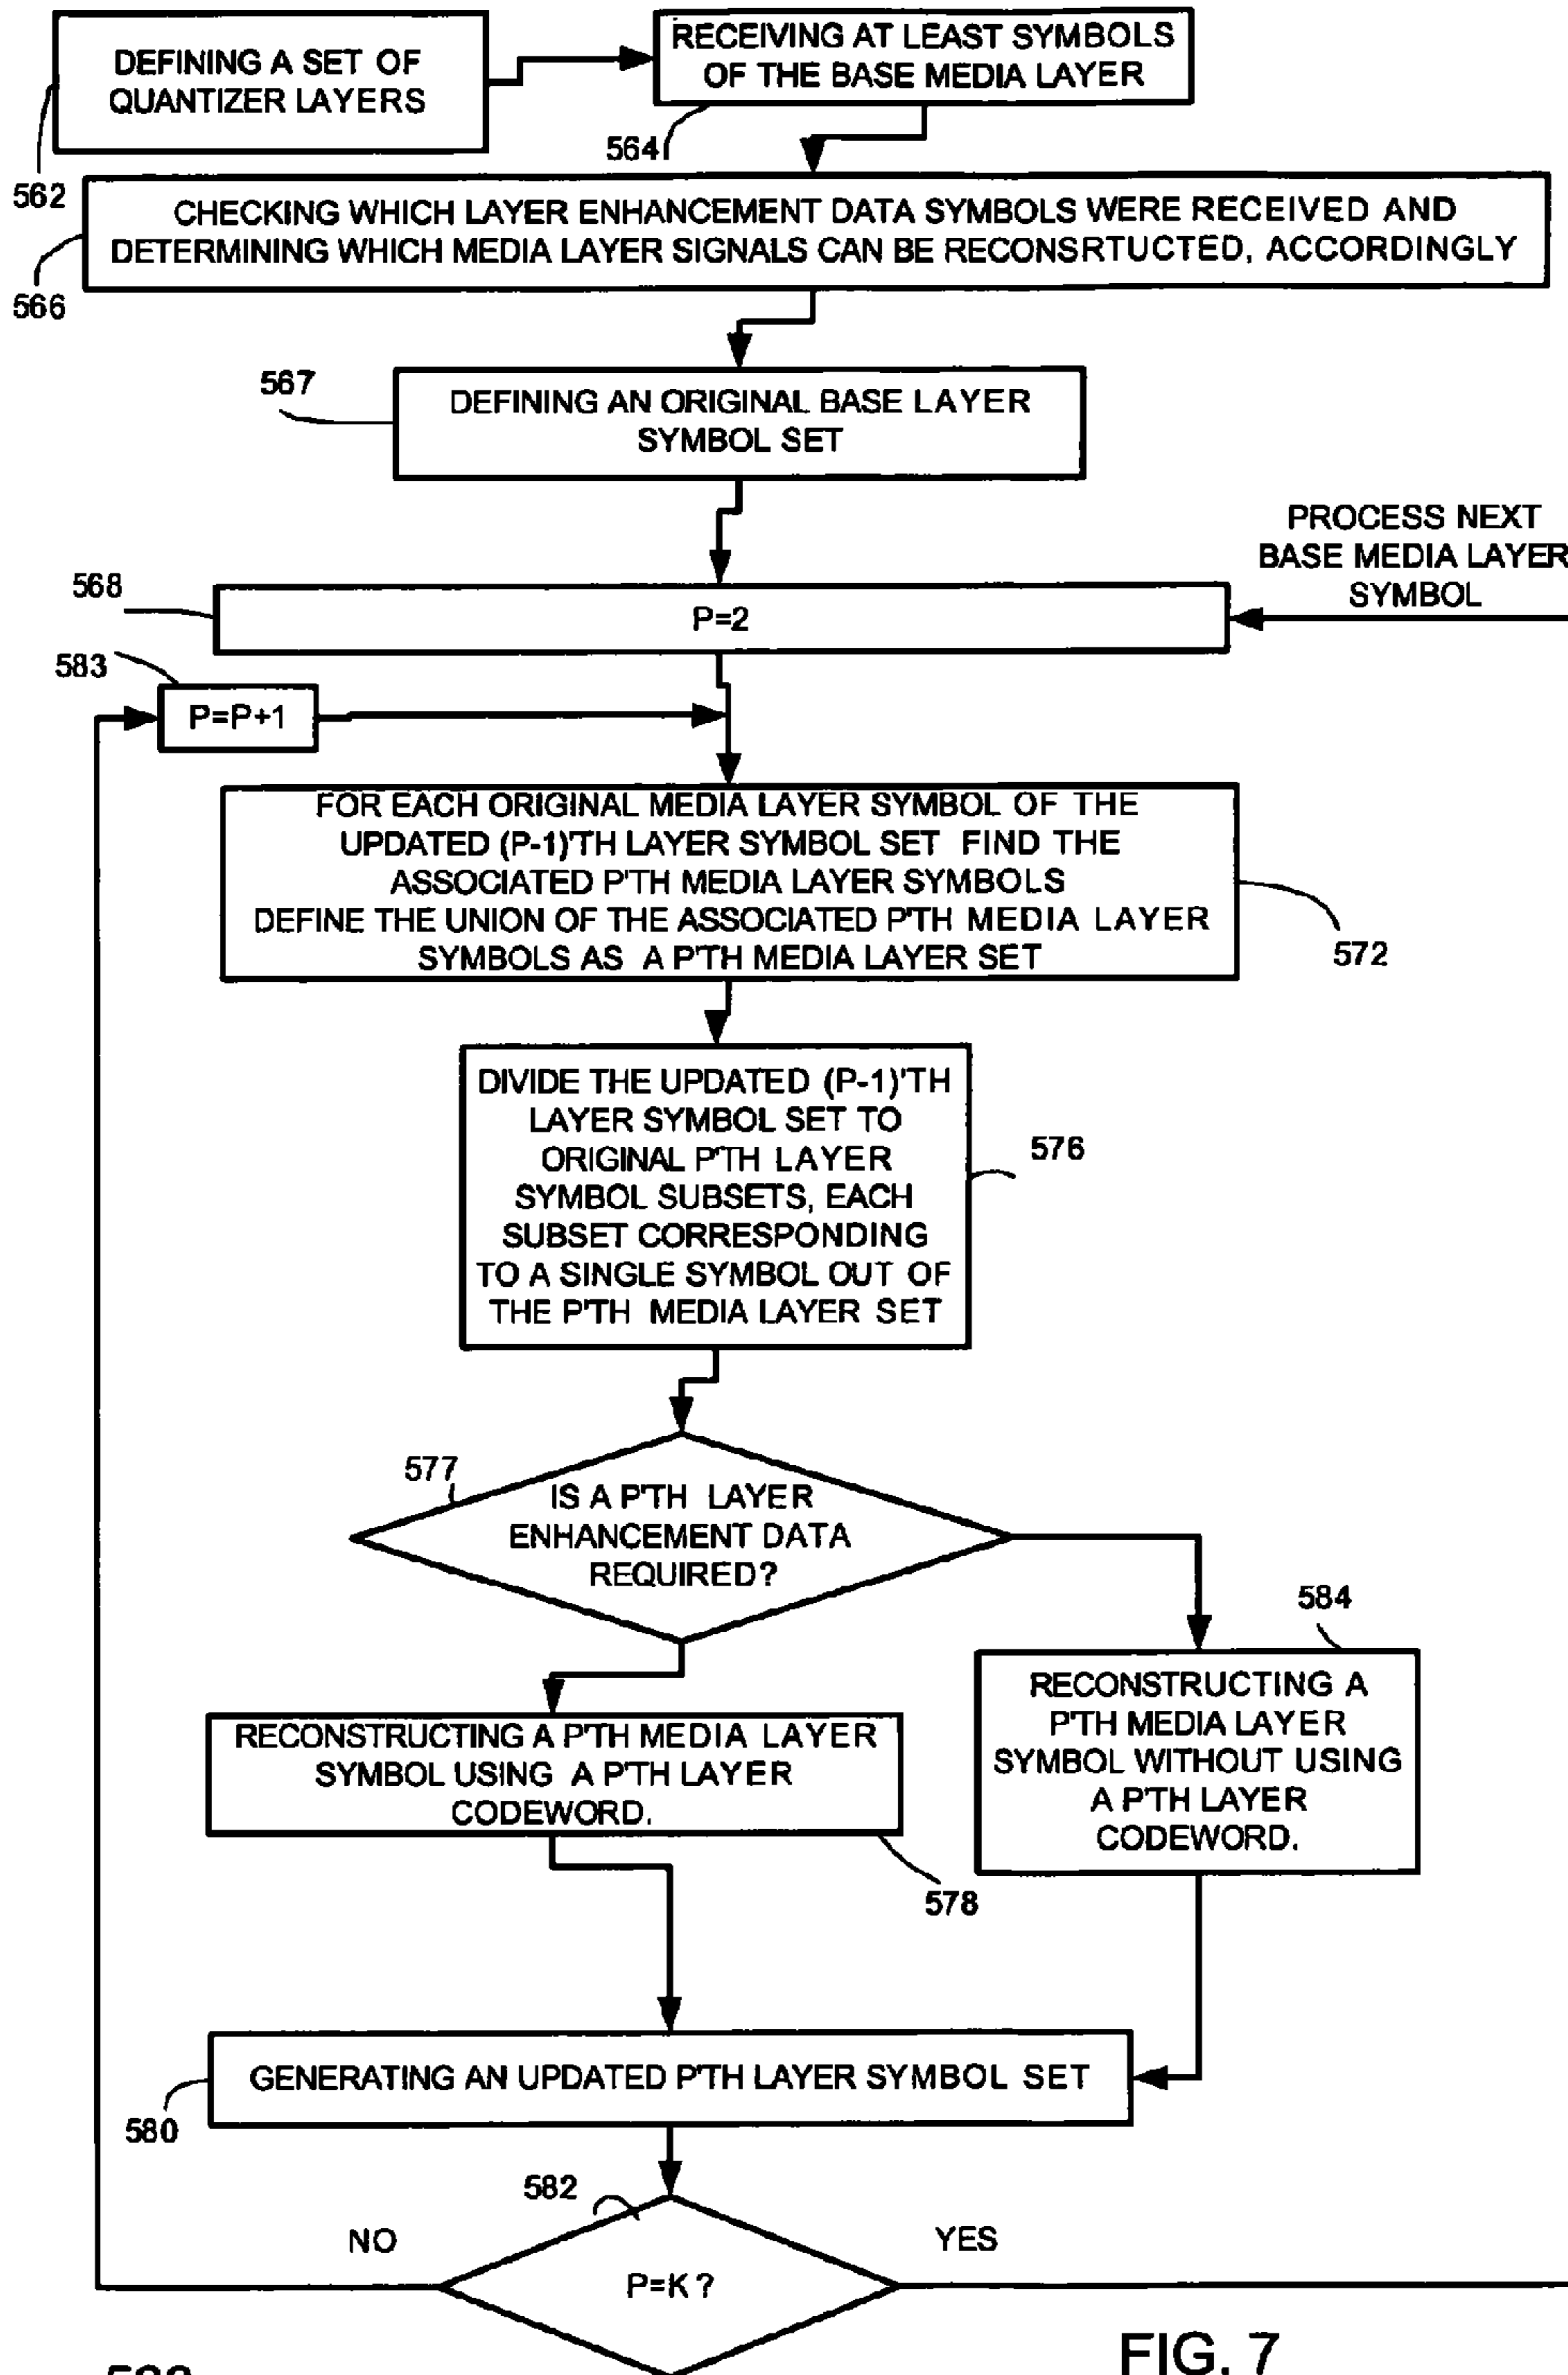 DEFINING A SET OF
QUANTIZER LAYERS
562
RECEIVING AT LEAST SYMBOLS
OF THE BASE MEDIA LAYER
564
CHECKING WHICH LAYER ENHANCEMENT DATA SYMBOLS WERE RECEIVED AND
DETERMINING WHICH MEDIA LAYER SIGNALS CAN BE RECONSRTUCTED, ACCORDINGLY
566
567
DEFINING AN ORIGINAL BASE LAYER
SYMBOL SET
PROCESS NEXT
BASE MEDIA LAYER
SYMBOL
568
P=2
583
P=P+1
FOR EACH ORIGINAL MEDIA LAYER SYMBOL OF THE
UPDATED (P-1)'TH LAYER SYMBOL SET FIND THE
ASSOCIATED P'TH MEDIA LAYER SYMBOLS
DEFINE THE UNION OF THE ASSOCIATED P'TH MEDIA LAYER
SYMBOLS AS A P'TH MEDIA LAYER SET
572
DIVIDE THE UPDATED (P-1)'TH
LAYER SYMBOL SET TO
ORIGINAL P'TH LAYER
SYMBOL SUBSETS, EACH
SUBSET CORRESPONDING
TO A SINGLE SYMBOL OUT OF
THE P'TH MEDIA LAYER SET
576
577
IS A P'TH LAYER
ENHANCEMENT DATA
REQUIRED?
584
RECONSTRUCTING A P'TH MEDIA LAYER
SYMBOL USING A P'TH LAYER
CODEWORD.
578
RECONSTRUCTING A
P'TH MEDIA LAYER
SYMBOL WITHOUT USING
A P'TH LAYER
CODEWORD.
GENERATING AN UPDATED P'TH LAYER SYMBOL SET
580
582
NO
YES
P=K?
FIG. 7